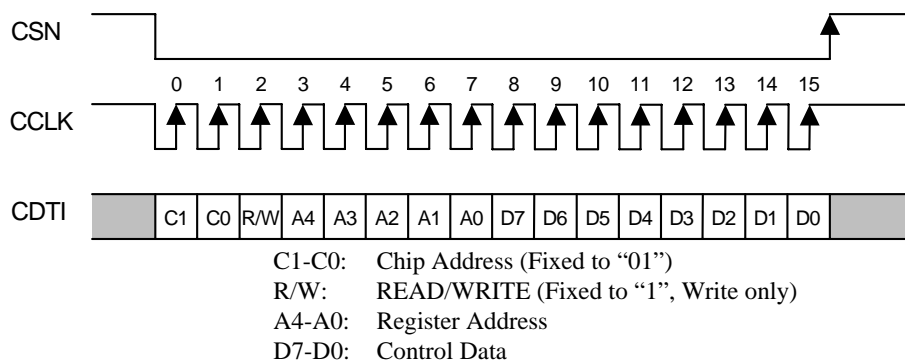 CSN
0 1 2 3 4 5 6 7 8 9 10 11 12 13 14 15
CCLK
CDTI C1 C0 R/W A4 A3 A2 A1 A0 D7 D6 D5 D4 D3 D2 D1 D0
C1-C0: Chip Address (Fixed to “01”)
R/W: READ/WRITE (Fixed to “1”, Write only)
A4-A0: Register Address
D7-D0: Control Data